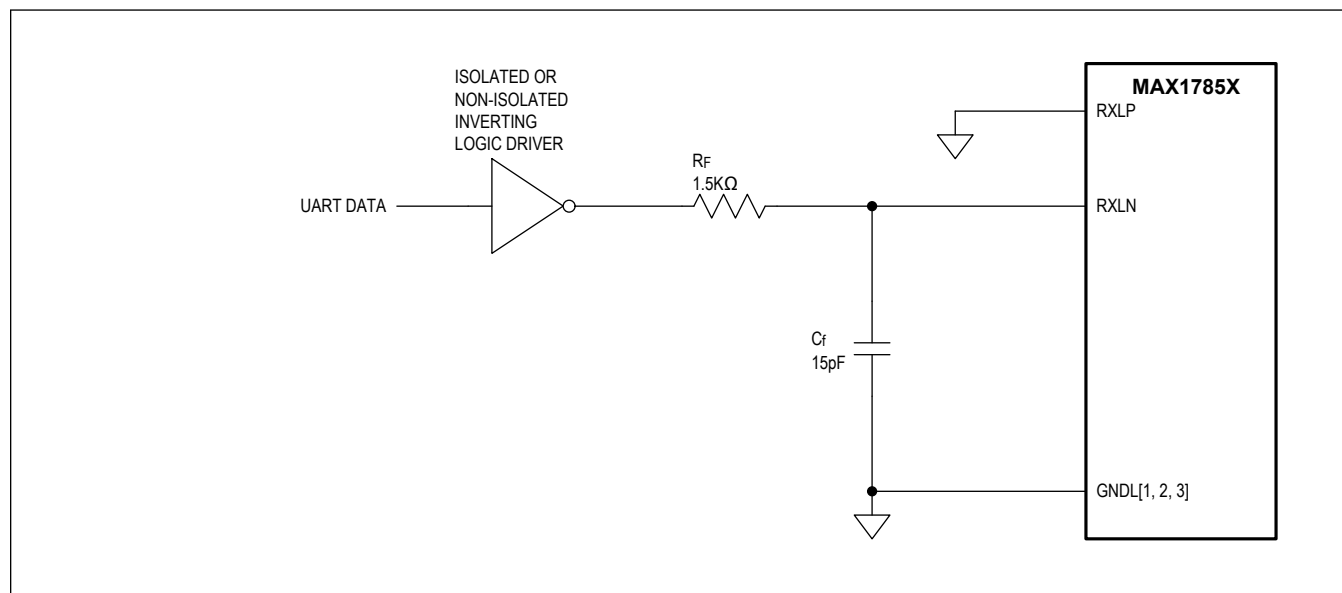 ISOLATED OR
NON-ISOLATED
INVERTING
LOGIC DRIVER
UART DATA
RF
1.5KΩ
Cf
15pF
MAX1785X
RXLP
RXLN
GNDL[1, 2, 3]